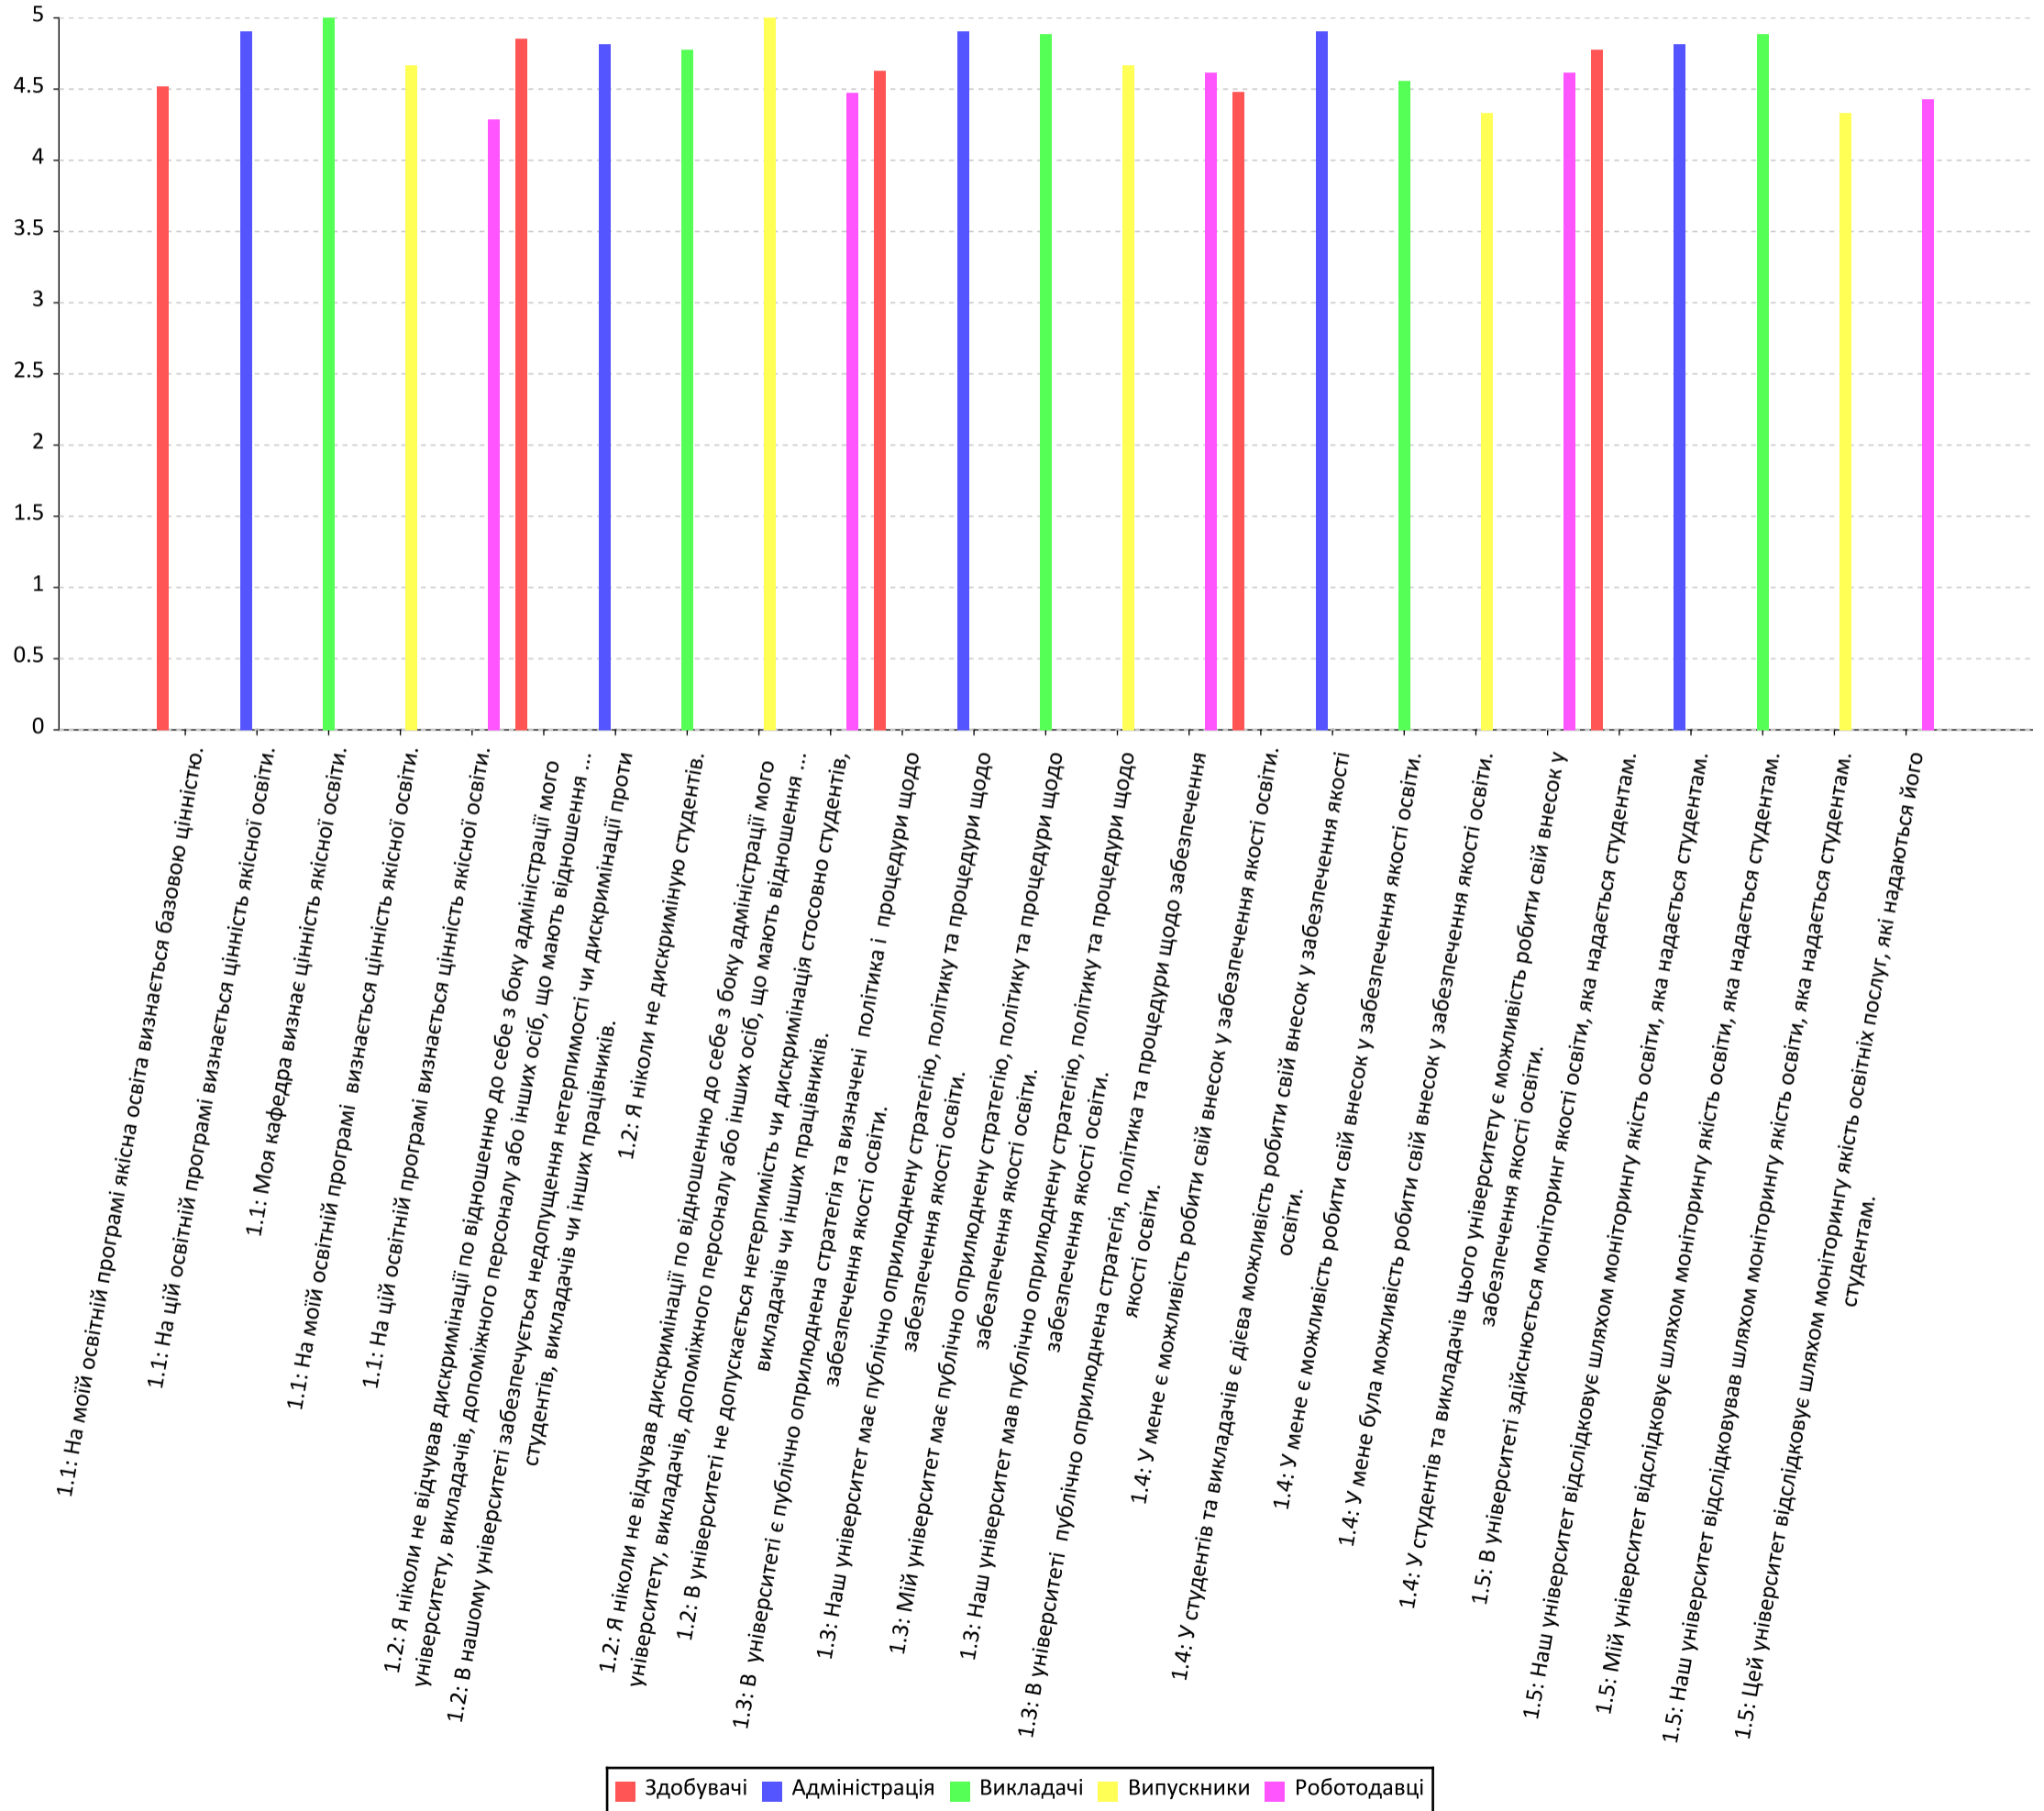 5
4.5
4
3.5
3
2.5
2
1.5
1
0.5
0
1.1: На моїй освітній програмі якісна освіта визнається базовою цінністю.
1.1: На цій освітній програмі визнається цінність якісної освіти.
1.1: Моя кафедра визнає цінність якісної освіти.
1.1: На моїй освітній програмі визнається цінність якісної освіти.
1.1: На цій освітній програмі визнається цінність якісної освіти.
1.2: Я ніколи не відчував дискримінації по відношенню до себе з боку адміністрації мого
університету, викладачів, допоміжного персоналу або інших осіб, що мають відношення ...
1.2: В нашому університеті забезпечується недопущення нетерпимості чи дискримінації проти
студентів, викладачів чи інших працівників.
1.2: Я ніколи не дискриміную студентів.
1.2: Я ніколи не відчував дискримінації по відношенню до себе з боку адміністрації мого
університету, викладачів, допоміжного персоналу або інших осіб, що мають відношення ...
1.2: В університеті не допускається нетерпимість чи дискримінація стосовно студентів,
викладачів чи інших працівників.
1.3: В університеті є публічно оприлюднена стратегія та визначені політика і процедури щодо
забезпечення якості освіти.
1.3: Наш університет має публічно оприлюднену стратегію, політику та процедури щодо
забезпечення якості освіти.
1.3: Мій університет має публічно оприлюднену стратегію, політику та процедури щодо
забезпечення якості освіти.
1.3: Наш університет мав публічно оприлюднену стратегію, політику та процедури щодо
забезпечення якості освіти.
1.3: В університеті публічно оприлюднена стратегія, політика та процедури щодо забезпечення
якості освіти.
1.4: У мене є можливість робити свій внесок у забезпечення якості освіти.
1.4: У студентів та викладачів є дієва можливість робити свій внесок у забезпечення якості
освіти.
1.4: У мене є можливість робити свій внесок у забезпечення якості освіти.
1.4: У мене була можливість робити свій внесок у забезпечення якості освіти.
1.4: У студентів та викладачів цього університету є можливість робити свій внесок у
забезпечення якості освіти.
1.5: В університеті здійснюється моніторинг якості освіти, яка надається студентам.
1.5: Наш університет відслідковує шляхом моніторингу якість освіти, яка надається студентам.
1.5: Мій університет відслідковує шляхом моніторингу якість освіти, яка надається студентам.
1.5: Наш університет відслідковував шляхом моніторингу якість освіти, яка надається студентам.
1.5: Цей університет відслідковує шляхом моніторингу якість освітніх послуг, які надаються його
студентам.
Здобувачі Адміністрація Викладачі Випускники Роботодавці